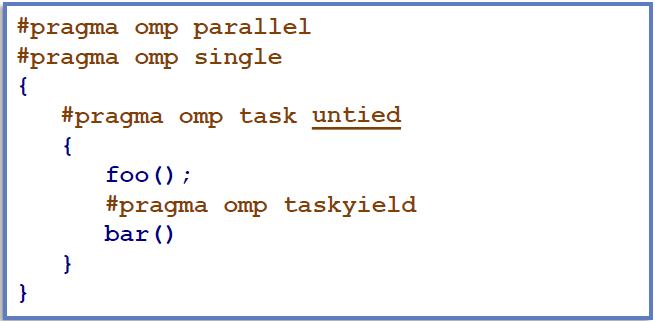 #pragma omp parallel
#pragma omp single
{
   #pragma omp task untied
   {
      foo();
      #pragma omp taskyield
      bar()
   }
}